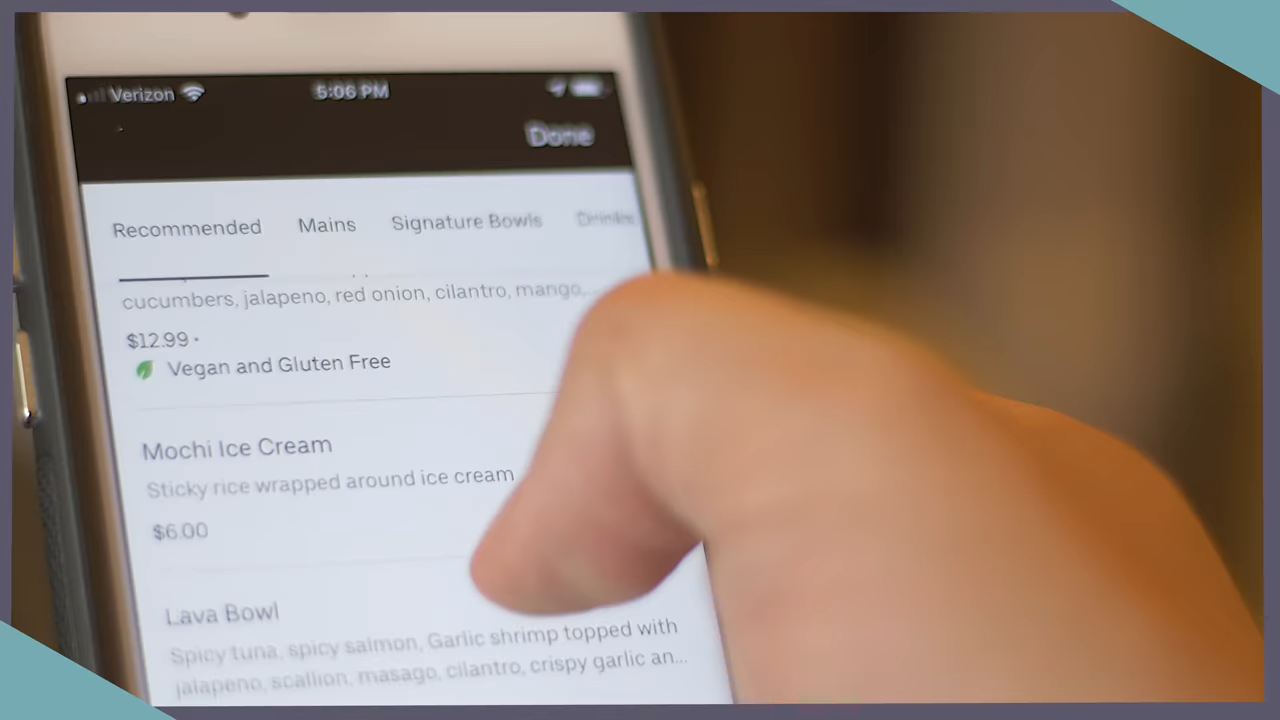 Verizon 5:06 PM
Done
Recommended Mains Signature Bowls Drinks
cucumbers, jalapeno, red onion, cilantro, mango,...
$12.99 •
Vegan and Gluten Free
Mochi Ice Cream
Sticky rice wrapped around ice cream
$6.00
Lava Bowl
Spicy tuna, spicy salmon, Garlic shrimp topped with
jalapeno, scallion, masago, cilantro, crispy garlic an...